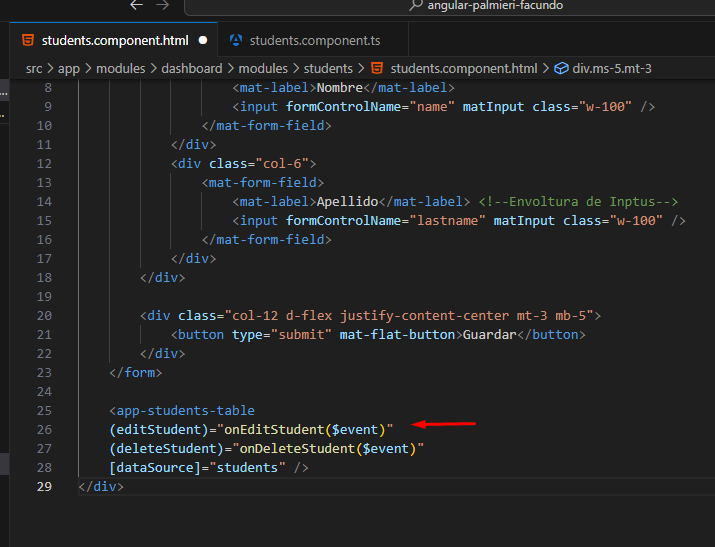 angular-palmieri-facundo
students.component.html ● students.component.ts
src > app > modules > dashboard > modules > students > students.component.html > div.ms-5.mt-3
8 <mat-label>Nombre</mat-label>
9 <input formControlName="name" matInput class="w-100" />
10 </mat-form-field>
11 </div>
12 <div class="col-6">
13 <mat-form-field>
14 <mat-label>Apellido</mat-label> <!--Envoltura de Inptus-->
15 <input formControlName="lastname" matInput class="w-100" />
16 </mat-form-field>
17 </div>
18 </div>
19
20 <div class="col-12 d-flex justify-content-center mt-3 mb-5">
21 <button type="submit" mat-flat-button>Guardar</button>
22 </div>
23 </form>
24
25 <app-students-table
26 (editStudent)="onEditStudent($event)"
27 (deleteStudent)="onDeleteStudent($event)"
28 [dataSource]="students" />
29 </div>